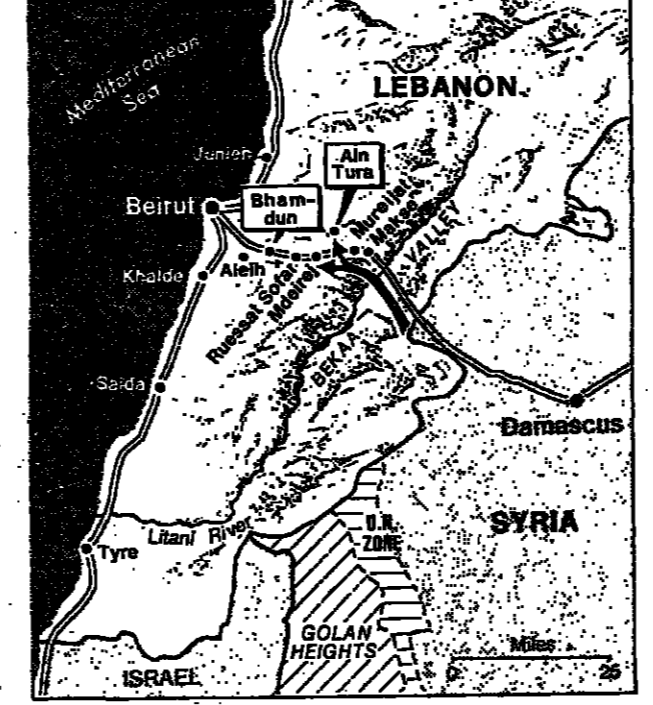 Mediterranean
Sea
LEBANON
Junieh
Ain
Tura
Beirut
Bham-
dun
Mureijat
Makse
VALLEY
Khalde
Aleih
Ruessat Sofar
Mdeirej
BEKAA
Saida
Damascus
SYRIA
U.N.
ZONE
Litani River
Tyre
GOLAN
HEIGHTS
ISRAEL
Miles
0 25